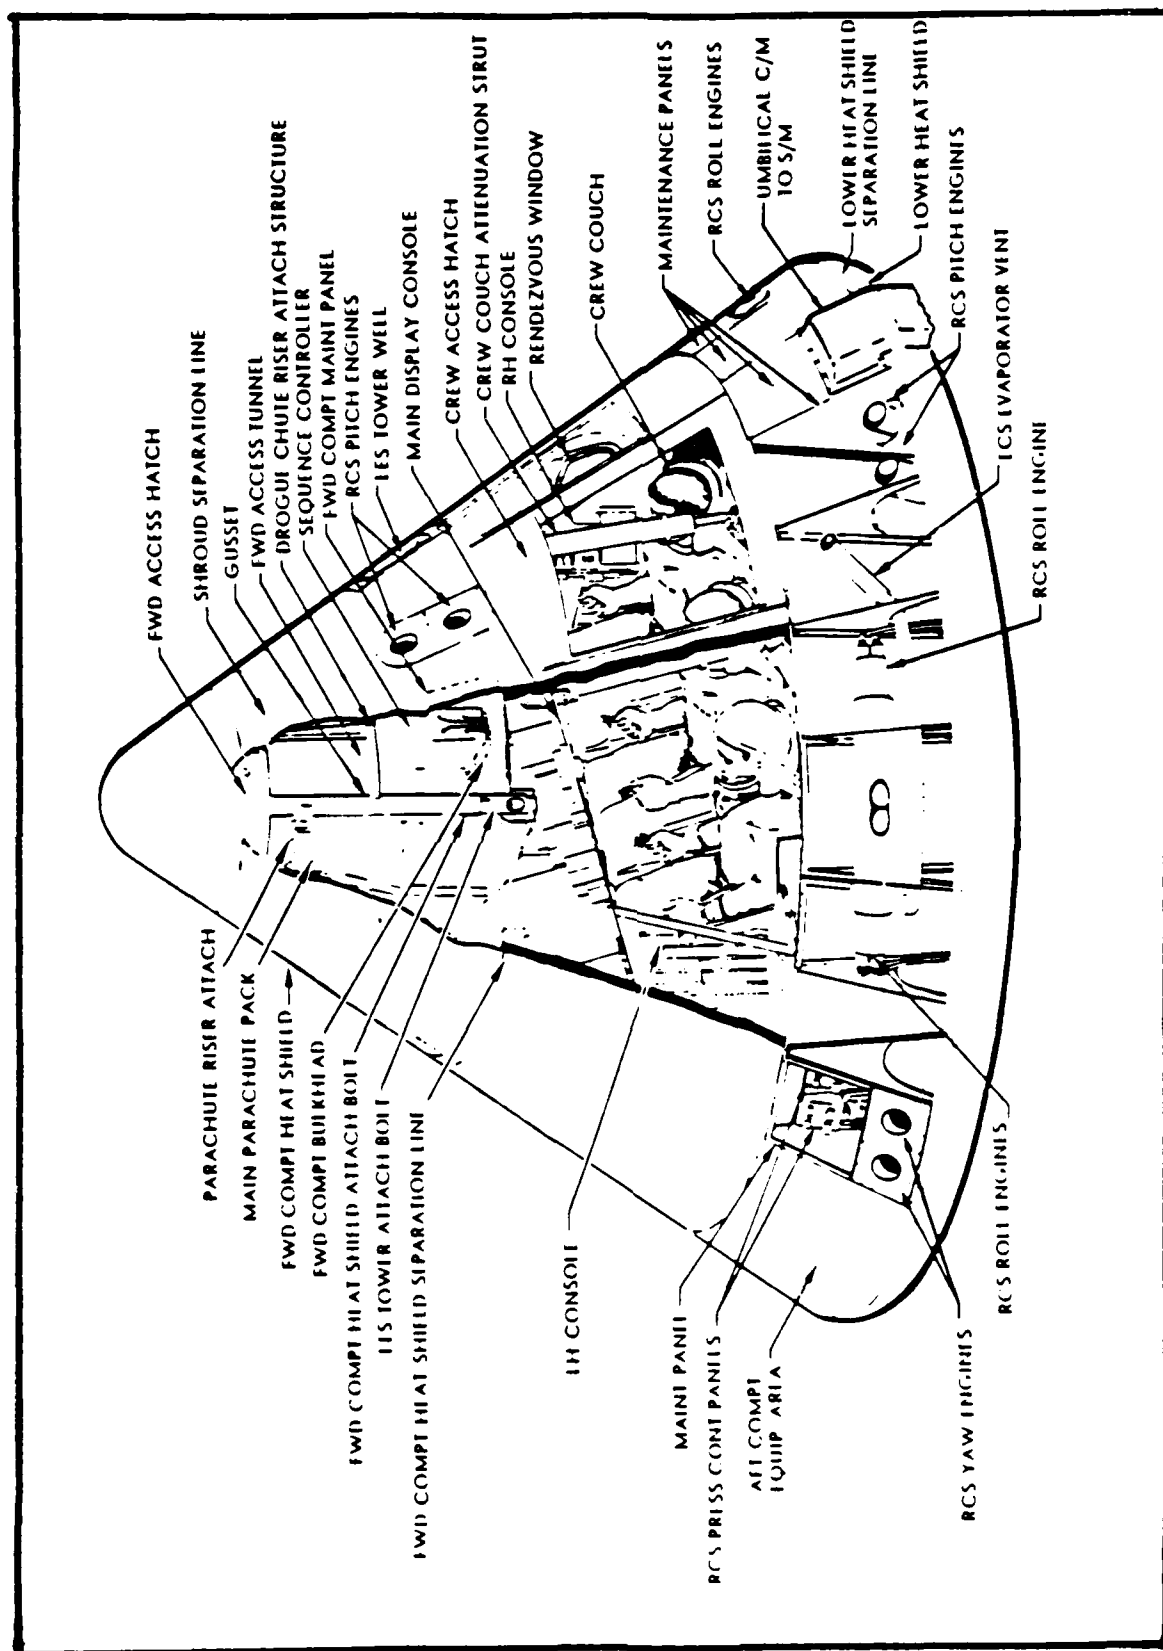 FWD ACCESS HATCH
SHROUD SEPARATION LINE
GUSSET
FWD ACCESS TUNNEL
DROGUE CHUTE RISER ATTACH STRUCTURE
SEQUENCE CONTROLLER
FWD COMPT MAINT PANEL
RCS PITCH ENGINES
LES TOWER WELL
MAIN DISPLAY CONSOLE
CREW ACCESS HATCH
CREW COUCH ATTENUATION STRUT
RH CONSOLE
RENDEZVOUS WINDOW
CREW COUCH
MAINTENANCE PANELS
RCS ROLL ENGINES
UMBILICAL C/M
TO S/M
LOWER HEAT SHIELD
SEPARATION LINE
LOWER HEAT SHIELD
RCS PITCH ENGINES
ECS EVAPORATOR VENT
RCS ROLL ENGINE
PARACHUTE RISER ATTACH
MAIN PARACHUTE PACK
FWD COMPT HEAT SHIELD
FWD COMPT BULKHEAD
FWD COMPT HEAT SHIELD ATTACH BOLT
LES TOWER ATTACH BOLT
FWD COMPT HEAT SHIELD SEPARATION LINE
LH CONSOLE
MAINT PANEL
RCS PRESS CONT PANELS
AFT COMPT
EQUIP AREA
RCS YAW ENGINES
RCS ROLL ENGINES